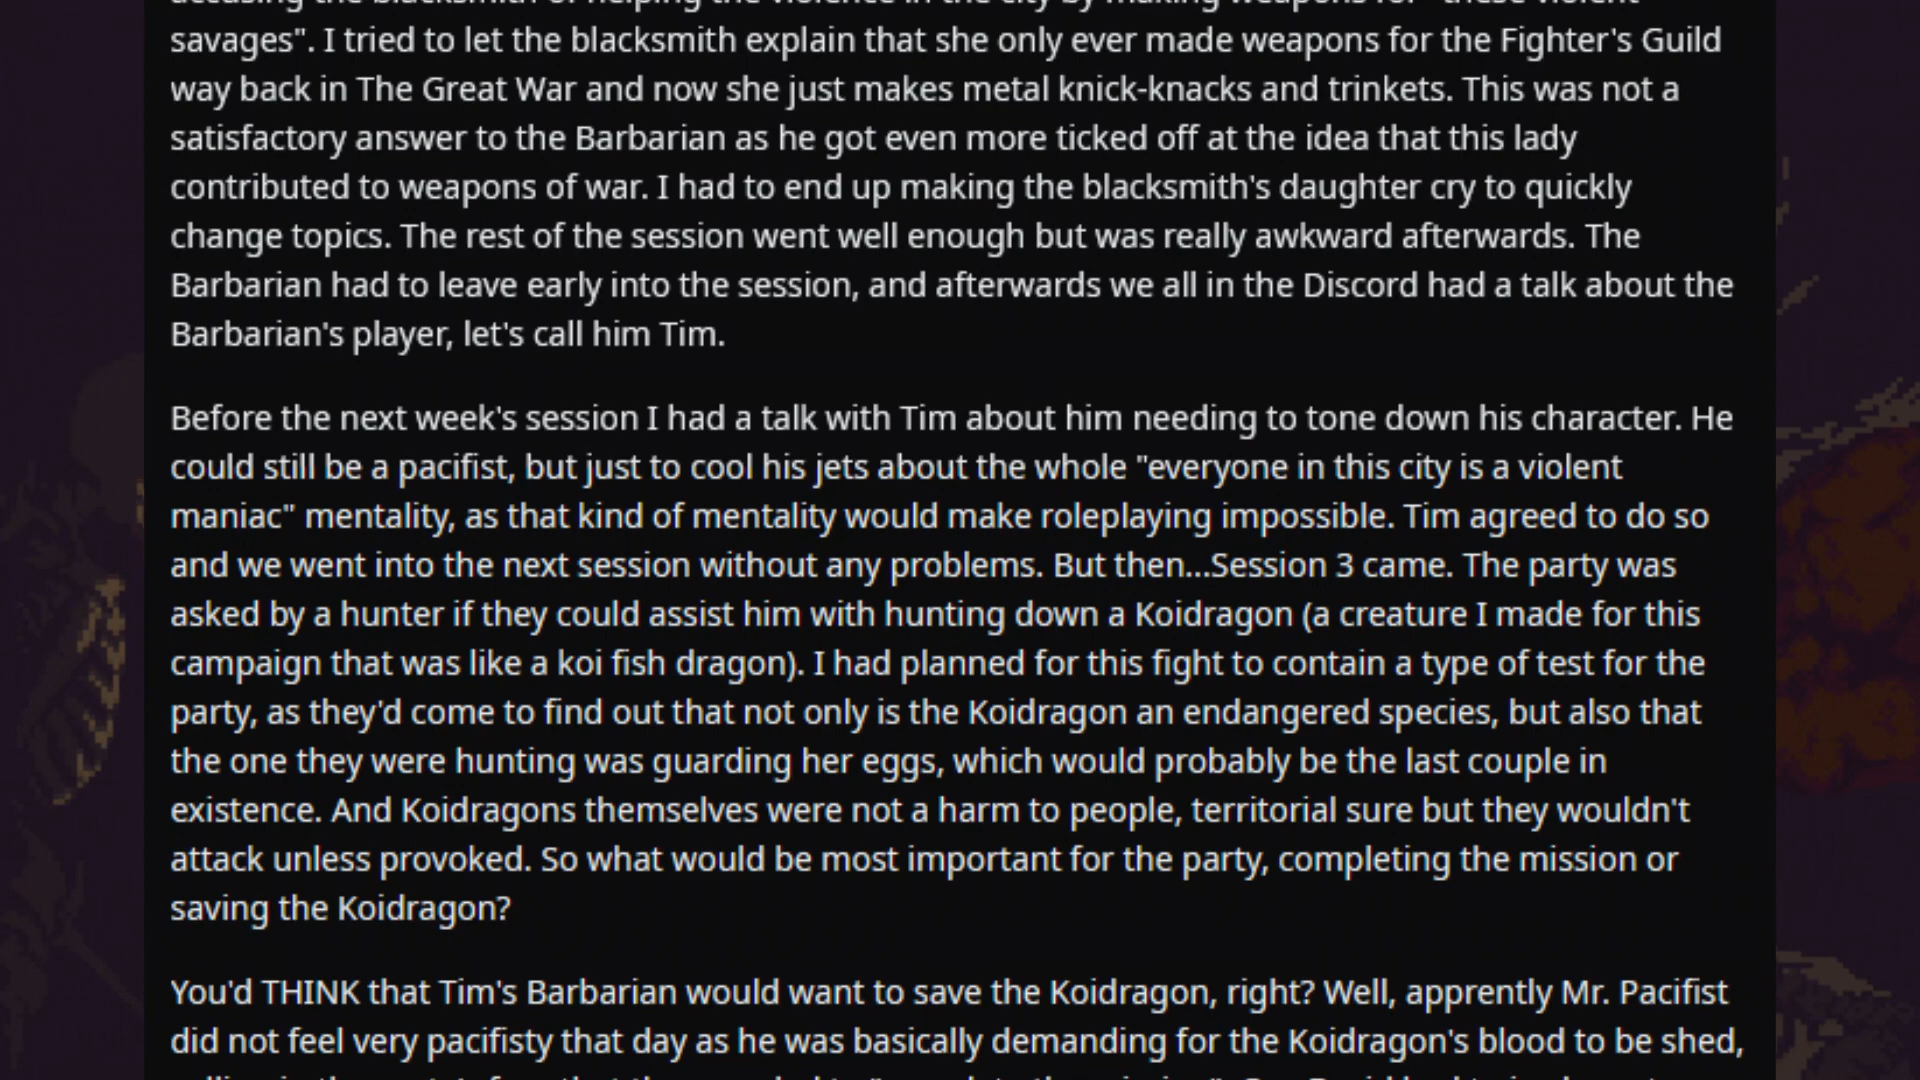 accusing the blacksmith of helping the violence in the city by making weapons for "these violent
savages". I tried to let the blacksmith explain that she only ever made weapons for the Fighter's Guild
way back in The Great War and now she just makes metal knick-knacks and trinkets. This was not a
satisfactory answer to the Barbarian as he got even more ticked off at the idea that this lady
contributed to weapons of war. I had to end up making the blacksmith's daughter cry to quickly
change topics. The rest of the session went well enough but was really awkward afterwards. The
Barbarian had to leave early into the session, and afterwards we all in the Discord had a talk about the
Barbarian's player, let's call him Tim.
Before the next week's session I had a talk with Tim about him needing to tone down his character. He
could still be a pacifist, but just to cool his jets about the whole "everyone in this city is a violent
maniac" mentality, as that kind of mentality would make roleplaying impossible. Tim agreed to do so
and we went into the next session without any problems. But then...Session 3 came. The party was
asked by a hunter if they could assist him with hunting down a Koidragon (a creature I made for this
campaign that was like a koi fish dragon). I had planned for this fight to contain a type of test for the
party, as they'd come to find out that not only is the Koidragon an endangered species, but also that
the one they were hunting was guarding her eggs, which would probably be the last couple in
existence. And Koidragons themselves were not a harm to people, territorial sure but they wouldn't
attack unless provoked. So what would be most important for the party, completing the mission or
saving the Koidragon?
You'd THINK that Tim's Barbarian would want to save the Koidragon, right? Well, apprently Mr. Pacifist
did not feel very pacifisty that day as he was basically demanding for the Koidragon's blood to be shed,